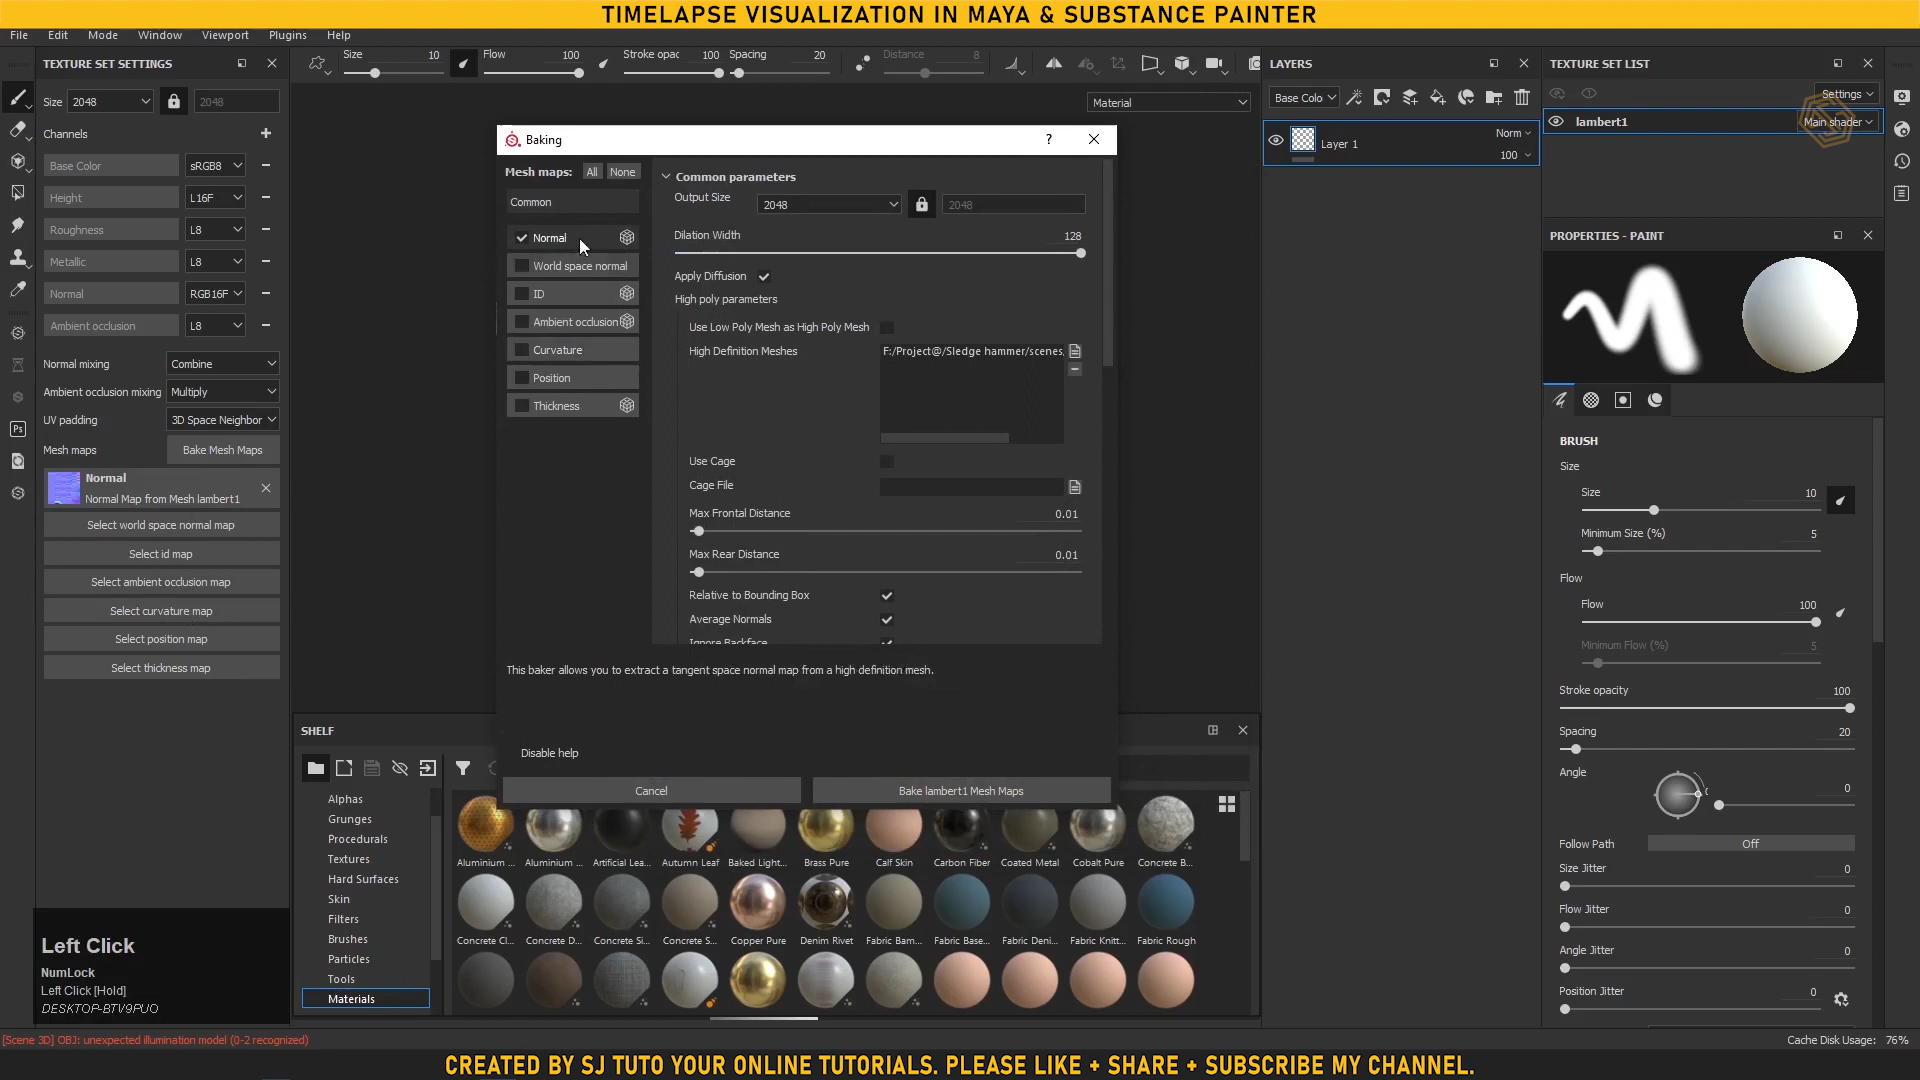 TIMELAPSE VISUALIZATION IN MAYA & SUBSTANCE PAINTER
File Edit Mode Window Viewport Plugins Help
TEXTURE SET SETTINGS
Size 2048 2048
Channels
Base Color sRGB8
Height L16F
Roughness L8
Metallic L8
Normal RGB16F
Ambient occlusion L8
Normal mixing Combine
Ambient occlusion mixing Multiply
UV padding 3D Space Neighbor
Mesh maps Bake Mesh Maps
Normal
Normal Map from Mesh lambert1
Select world space normal map
Select id map
Select ambient occlusion map
Select curvature map
Select position map
Select thickness map
Left Click
NumLock
Left Click [Hold]
DESKTOP-BTV9PUO
Size 10 Flow 100 Stroke opac 100 Spacing 20 Distance 8
Material
Baking ?
Mesh maps: All None
Common
Normal
World space normal
ID
Ambient occlusion
Curvature
Position
Thickness
Common parameters
Output Size 2048 2048
Dilation Width 128
Apply Diffusion
High poly parameters
Use Low Poly Mesh as High Poly Mesh
High Definition Meshes F:/Project@/Sledge hammer/scenes,
Use Cage
Cage File
Max Frontal Distance 0.01
Max Rear Distance 0.01
Relative to Bounding Box
Average Normals
Ignore Backface
This baker allows you to extract a tangent space normal map from a high definition mesh.
Disable help
Cancel Bake lambert1 Mesh Maps
SHELF
Alphas
Grunges
Procedurals
Textures
Hard Surfaces
Skin
Filters
Brushes
Particles
Tools
Materials
Aluminium ... Aluminium ... Artificial Lea... Autumn Leaf Baked Light... Brass Pure Calf Skin Carbon Fiber Coated Metal Cobalt Pure Concrete B...
Concrete Cl... Concrete D... Concrete Si... Concrete S... Copper Pure Denim Rivet Fabric Bam... Fabric Base... Fabric Deni... Fabric Knitt... Fabric Rough
LAYERS
Base Colo
Layer 1 Norm
100
TEXTURE SET LIST
Settings
lambert1 Main shader
PROPERTIES - PAINT
BRUSH
Size
Size 10
Minimum Size (%) 5
Flow
Flow 100
Minimum Flow (%) 5
Stroke opacity 100
Spacing 20
Angle 0
Follow Path Off
Size Jitter 0
Flow Jitter 0
Angle Jitter 0
Position Jitter 0
[Scene 3D] OBJ: unexpected illumination model (0-2 recognized)
Cache Disk Usage: 76%
CREATED BY SJ TUTO YOUR ONLINE TUTORIALS. PLEASE LIKE + SHARE + SUBSCRIBE MY CHANNEL.